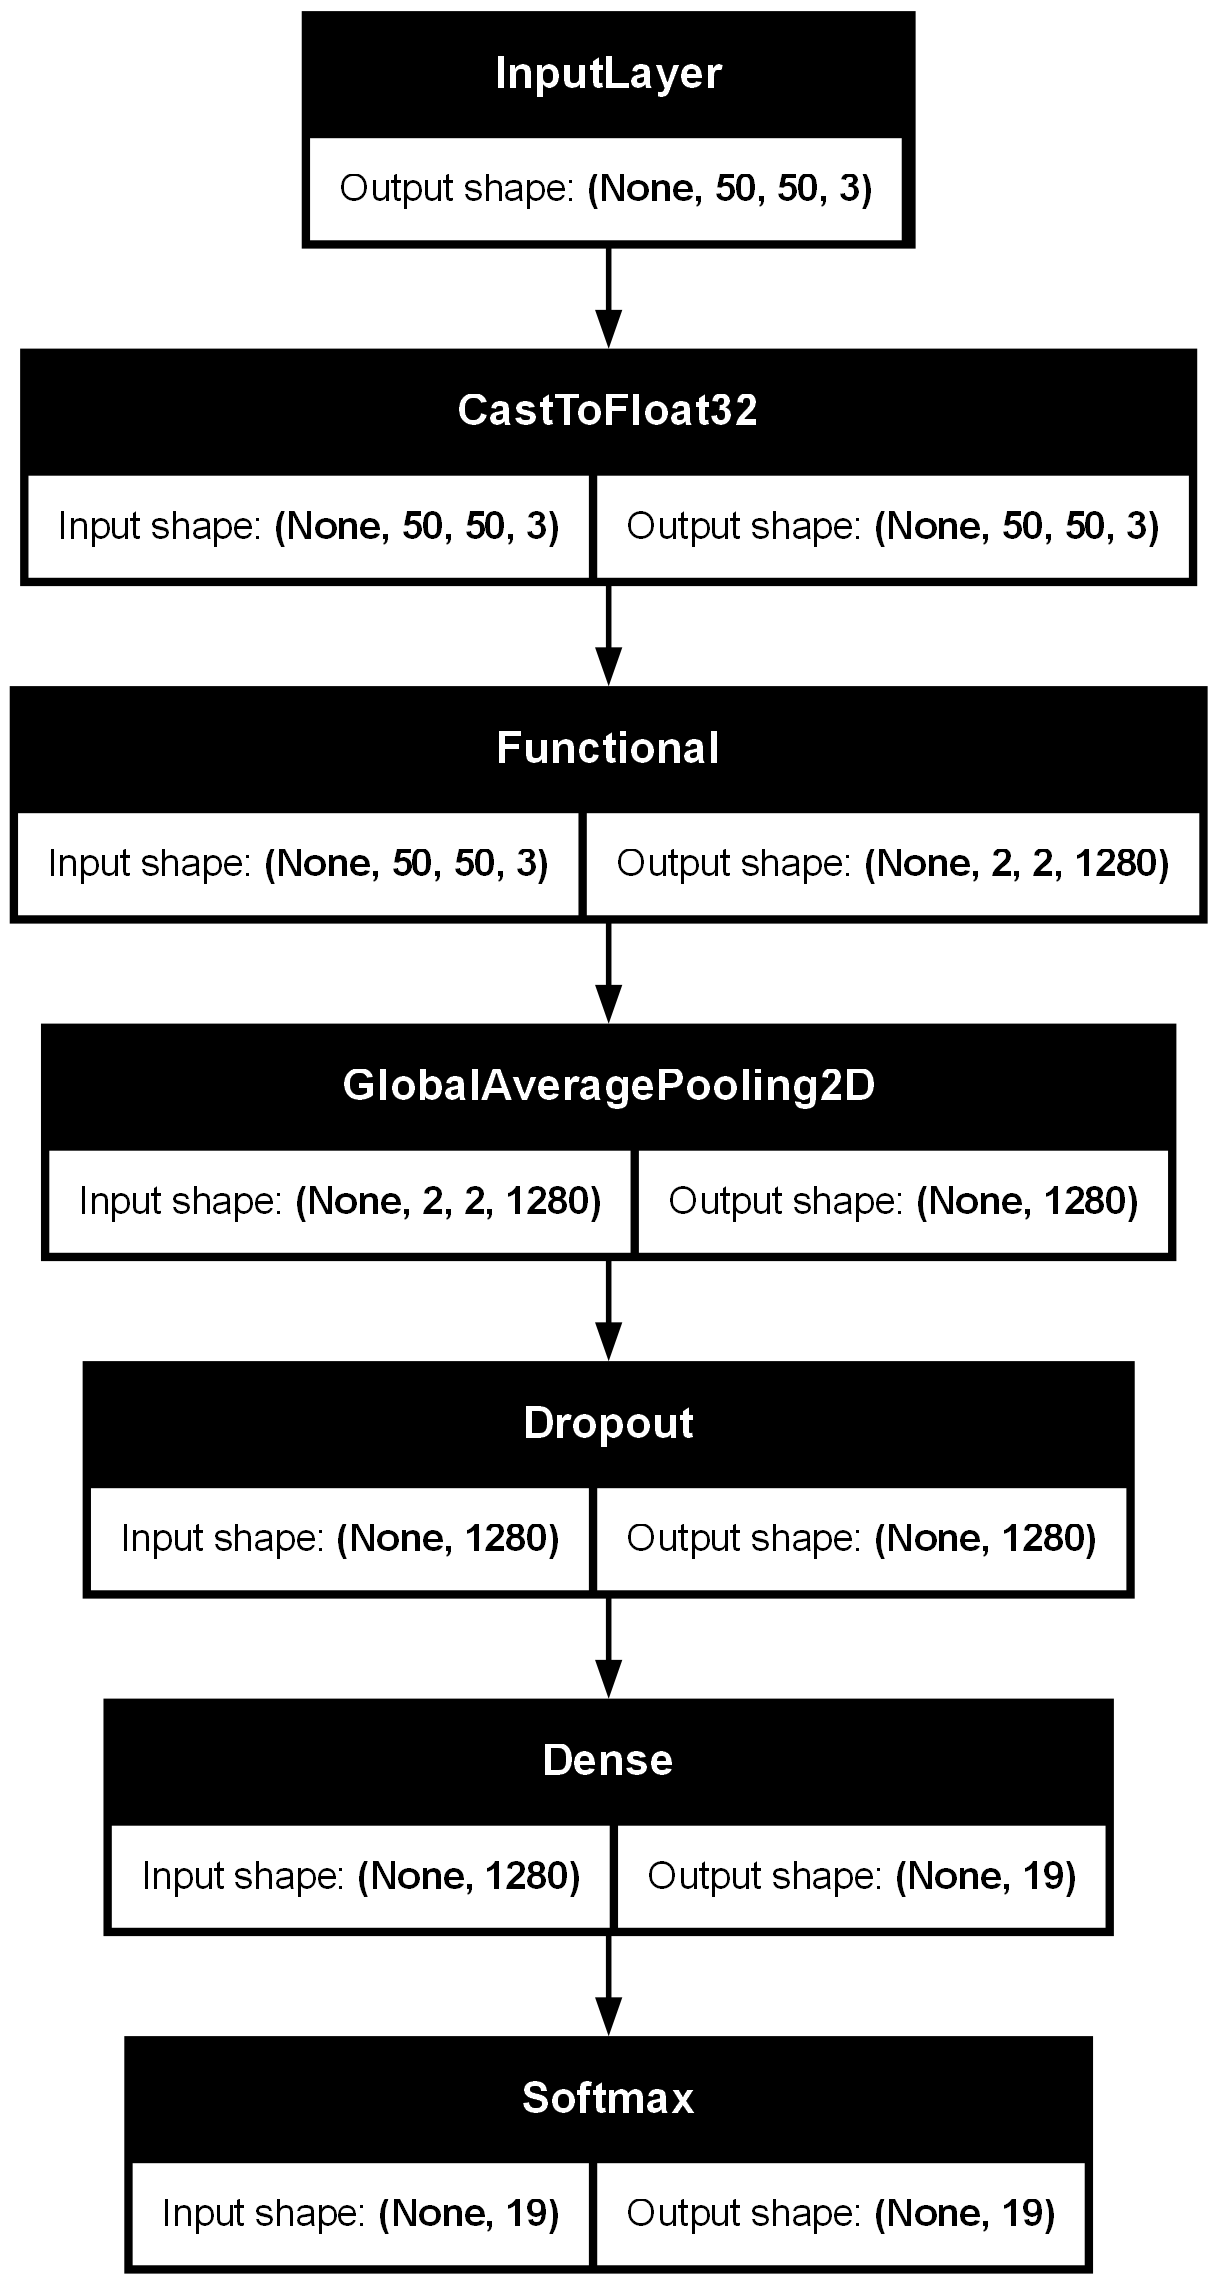 InputLayer
Output shape: (None, 50, 50, 3)
CastToFloat32
Input shape: (None, 50, 50, 3) Output shape: (None, 50, 50, 3)
Functional
Input shape: (None, 50, 50, 3) Output shape: (None, 2, 2, 1280)
GlobalAveragePooling2D
Input shape: (None, 2, 2, 1280) Output shape: (None, 1280)
Dropout
Input shape: (None, 1280) Output shape: (None, 1280)
Dense
Input shape: (None, 1280) Output shape: (None, 19)
Softmax
Input shape: (None, 19) Output shape: (None, 19)